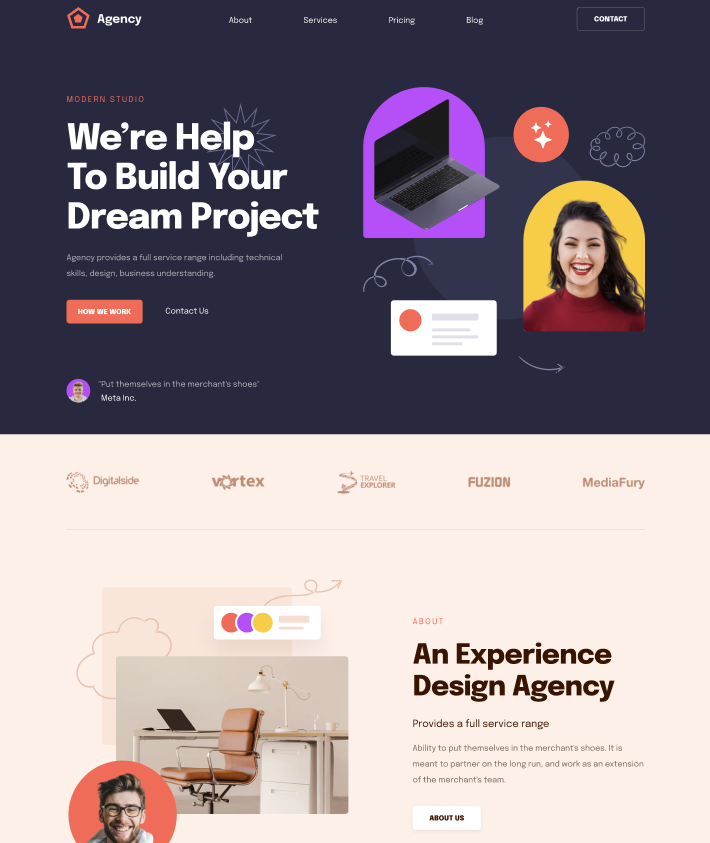 Agency
About
Services
Pricing
Blog
CONTACT
MODERN STUDIO
We’re Help
To Build Your
Dream Project
Agency provides a full service range including technical
skills, design, business understanding.
HOW WE WORK
Contact Us
"Put themselves in the merchant's shoes"
Meta Inc.
Digitalside
vortex
TRAVEL
EXPLORER
FUZION
MediaFury
ABOUT
An Experience
Design Agency
Provides a full service range
Ability to put themselves in the merchant's shoes. It is
meant to partner on the long run, and work as an extension
of the merchant's team.
ABOUT US